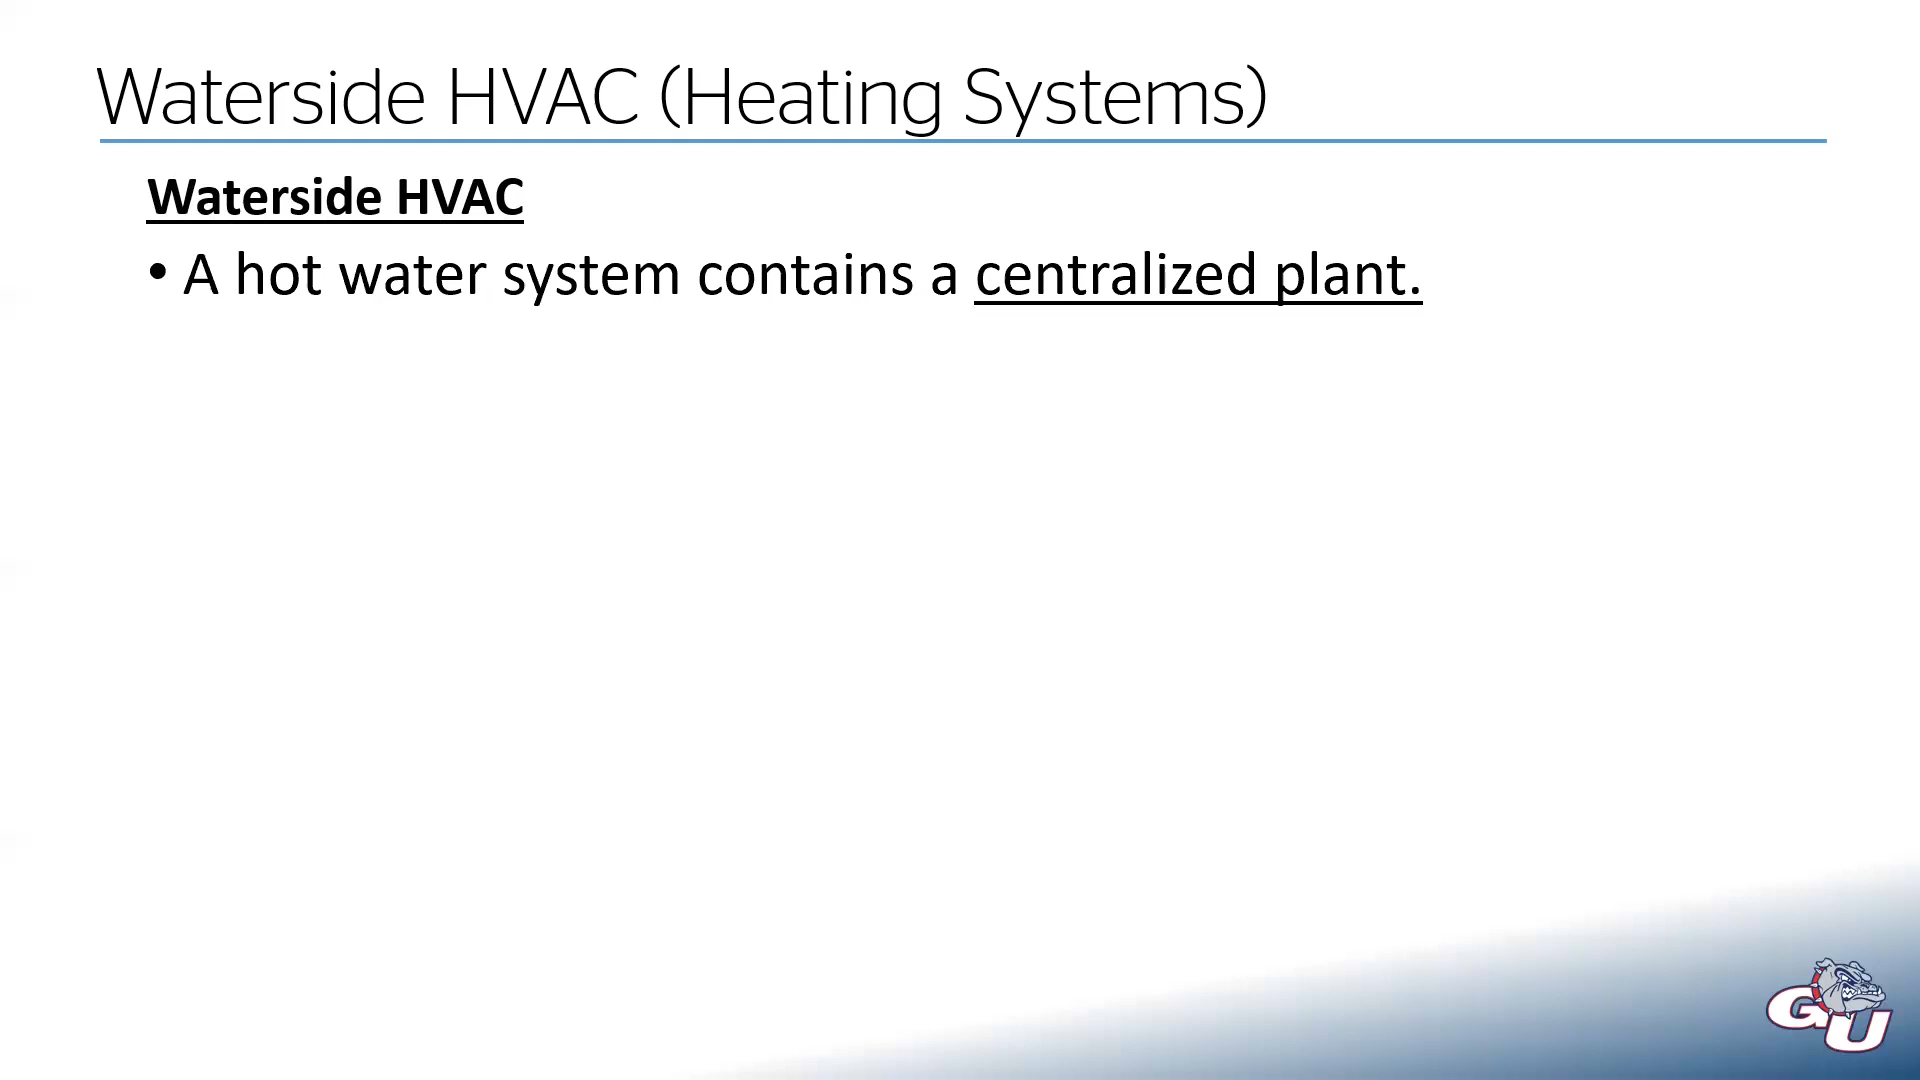 Waterside HVAC (Heating Systems)
Waterside HVAC
• A hot water system contains a centralized plant.
GU